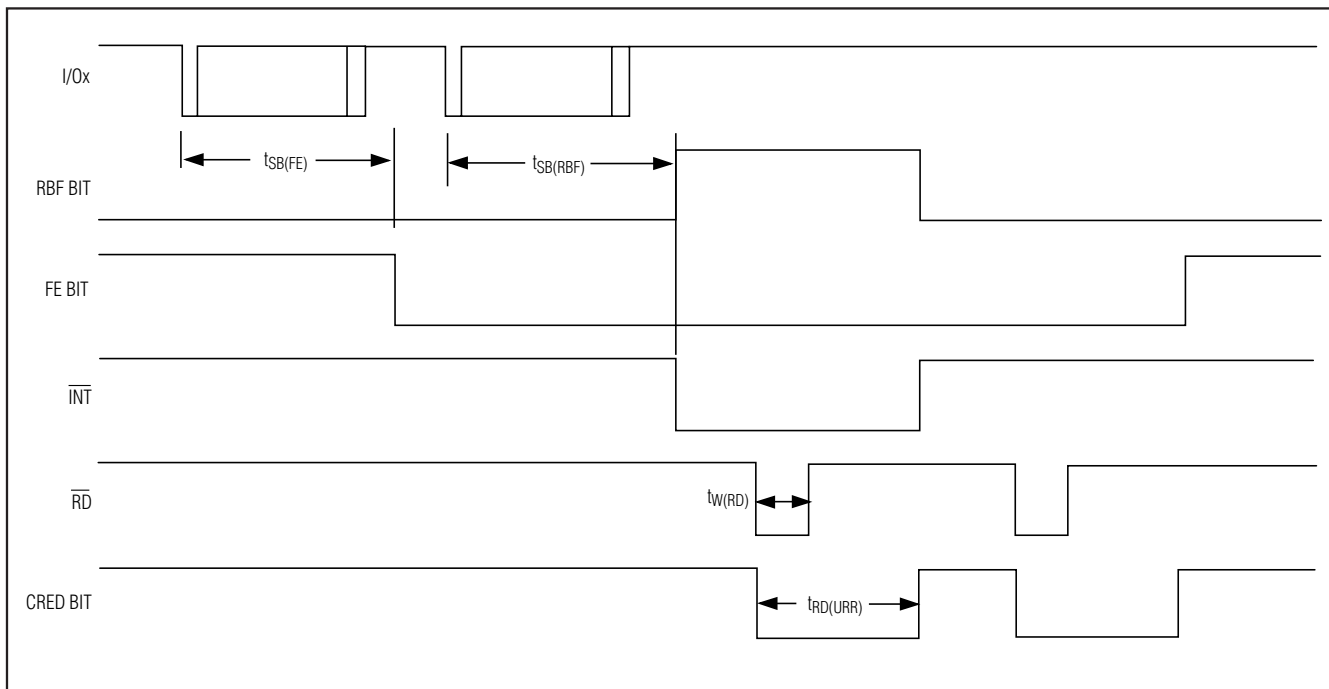 I/Ox
tSB(FE)
tSB(RBF)
RBF BIT
FE BIT
INT
tW(RD)
RD
CRED BIT
tRD(URR)